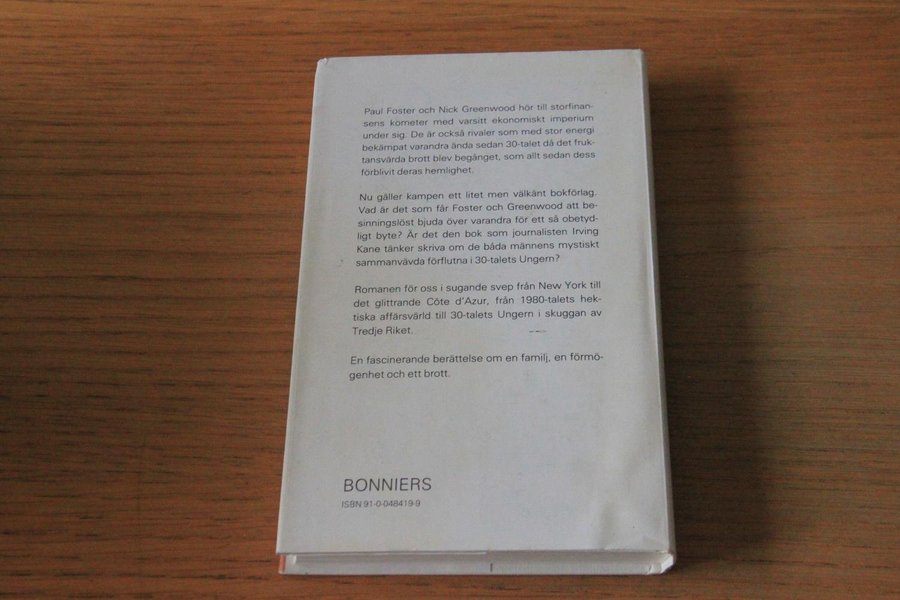 Paul Foster och Nick Greenwood hör till storfinan-
sens kometer med varsitt ekonomiskt imperium
under sig. De är också rivaler som med stor energi
bekämpat varandra ända sedan 30-talet då det fruk-
tansvärda brott blev begånget, som allt sedan dess
förblivit deras hemlighet.
Nu gäller kampen ett litet men välkänt bokförlag.
Vad är det som får Foster och Greenwood att be-
sinningslöst bjuda över varandra för ett så obetyd-
ligt byte? Är det den bok som journalisten Irving
Kane tänker skriva om de båda männens mystiskt
sammanvävda förflutna i 30-talets Ungern?
Romanen för oss i sugande svep från New York till
det glittrande Côte d'Azur, från 1980-talets hek-
tiska affärsvärld till 30-talets Ungern i skuggan av
Tredje Riket.
En fascinerande berättelse om en familj, en förmö-
genhet och ett brott.
BONNIERS
ISBN 91-0-048419-9